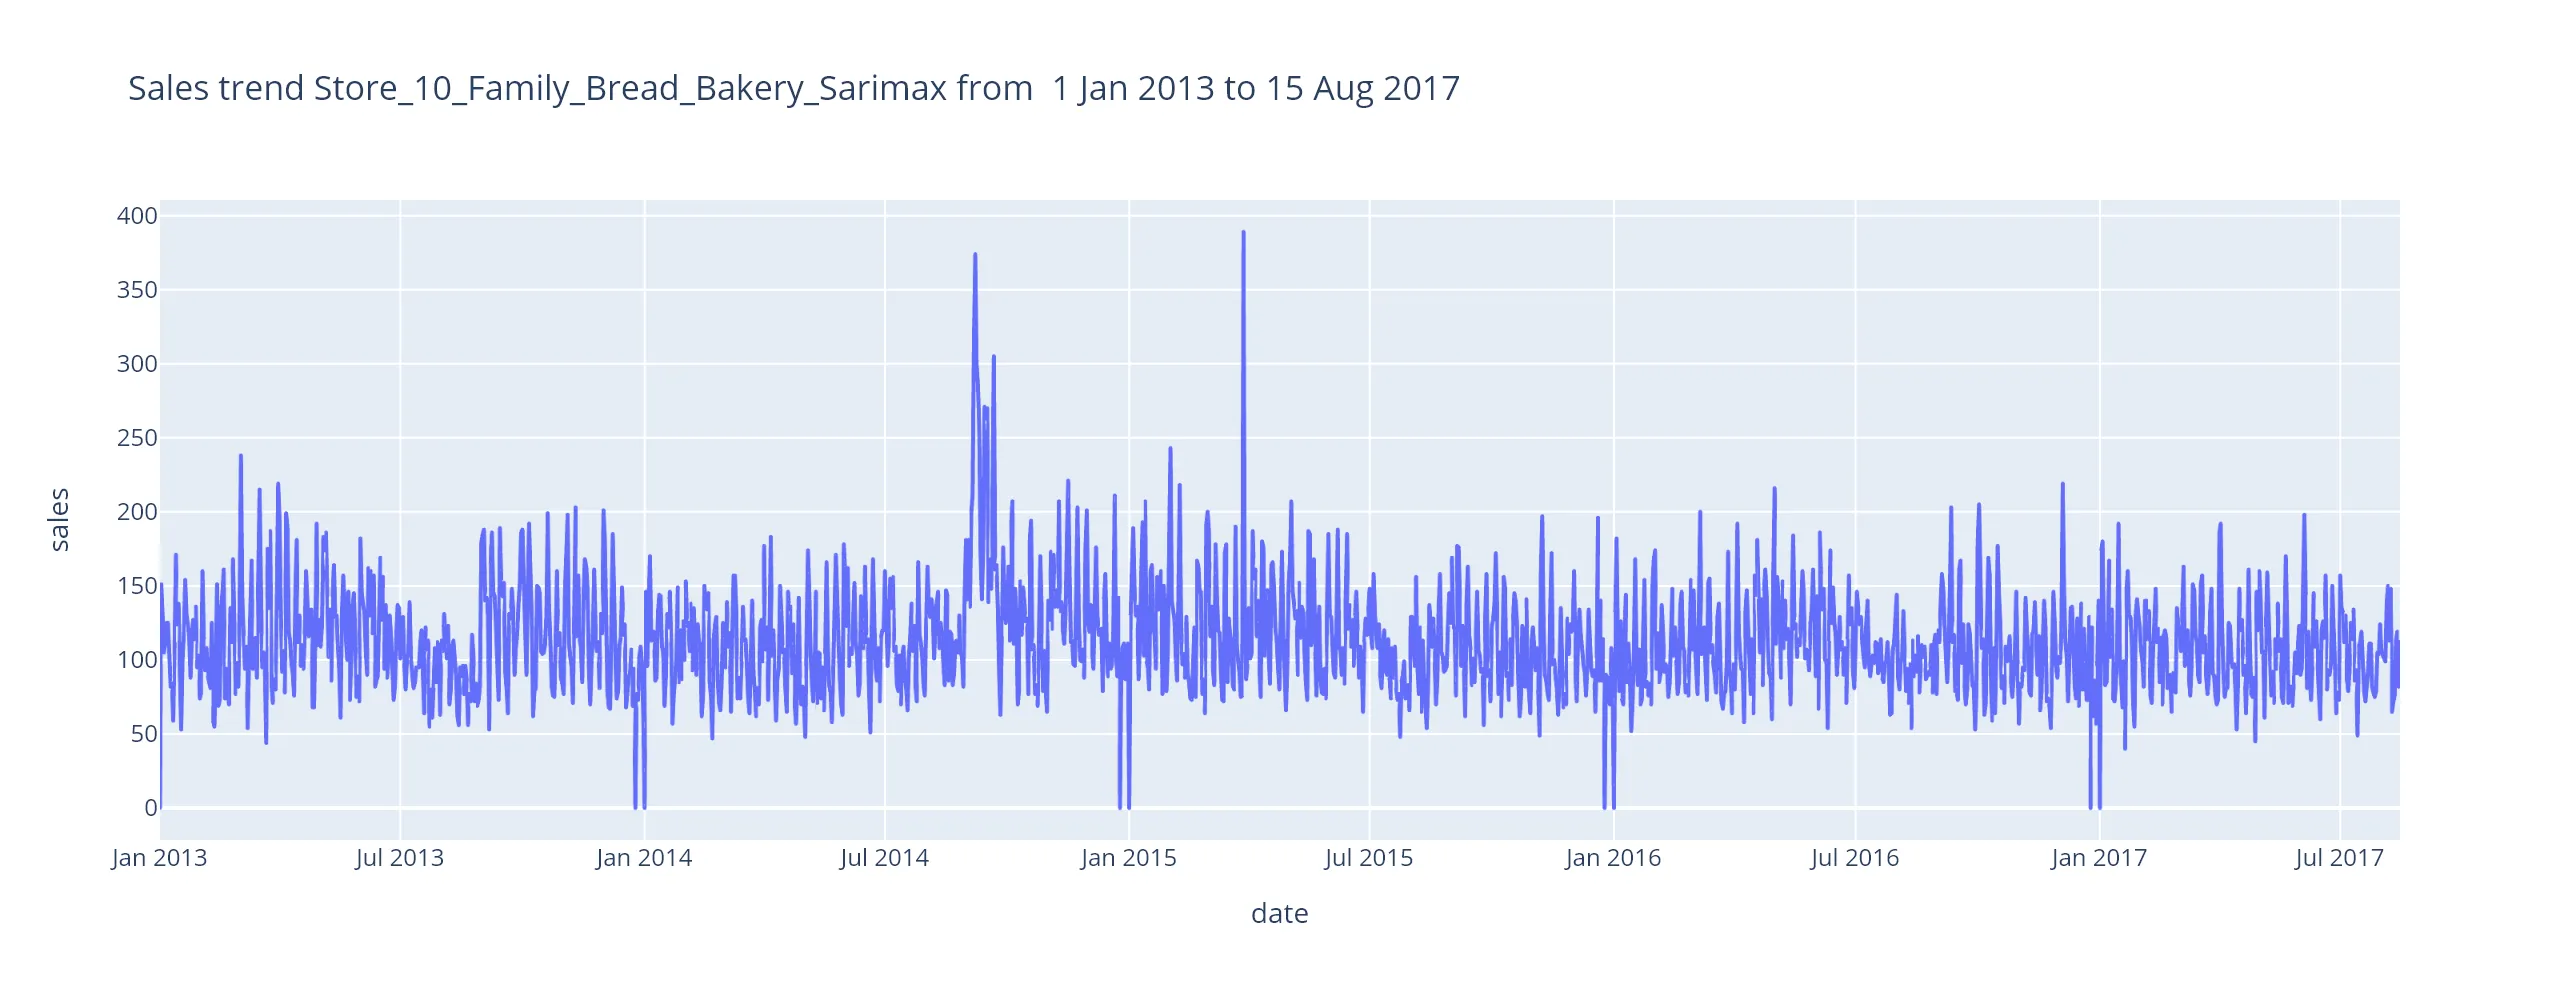 Sales trend Store_10_Family_Bread_Bakery_Sarimax from  1 Jan 2013 to 15 Aug 2017
400
350
300
250
200
150
100
50
0
sales
Jan 2013 Jul 2013 Jan 2014 Jul 2014 Jan 2015 Jul 2015 Jan 2016 Jul 2016 Jan 2017 Jul 2017
date